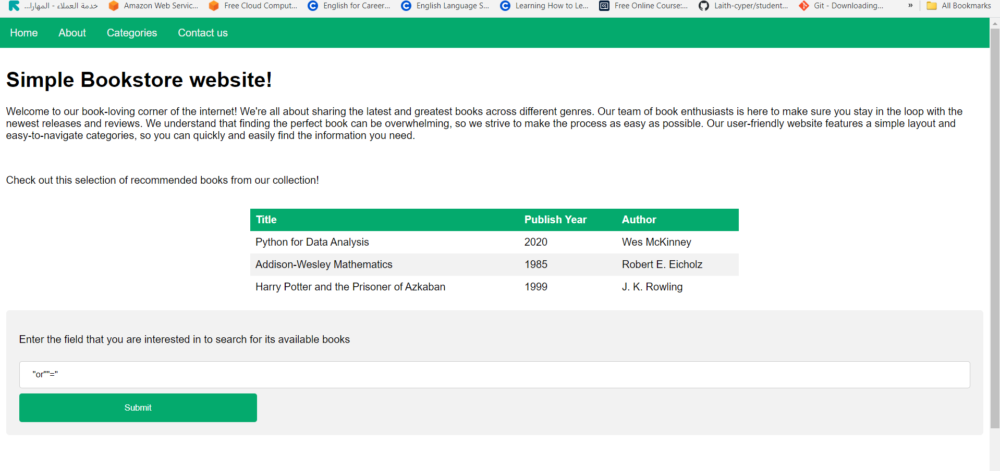 خدمة العملاء - المهارا...
Amazon Web Servic...
Free Cloud Comput...
English for Career...
English Language S...
Learning How to Le...
Free Online Course:...
Laith-cyper/student...
Git - Downloading...
»
All Bookmarks
Home About Categories Contact us
Simple Bookstore website!
Welcome to our book-loving corner of the internet! We're all about sharing the latest and greatest books across different genres. Our team of book enthusiasts is here to make sure you stay in the loop with the
newest releases and reviews. We understand that finding the perfect book can be overwhelming, so we strive to make the process as easy as possible. Our user-friendly website features a simple layout and
easy-to-navigate categories, so you can quickly and easily find the information you need.
Check out this selection of recommended books from our collection!
Title Publish Year Author
Python for Data Analysis 2020 Wes McKinney
Addison-Wesley Mathematics 1985 Robert E. Eicholz
Harry Potter and the Prisoner of Azkaban 1999 J. K. Rowling
Enter the field that you are interested in to search for its available books
"or""="
Submit